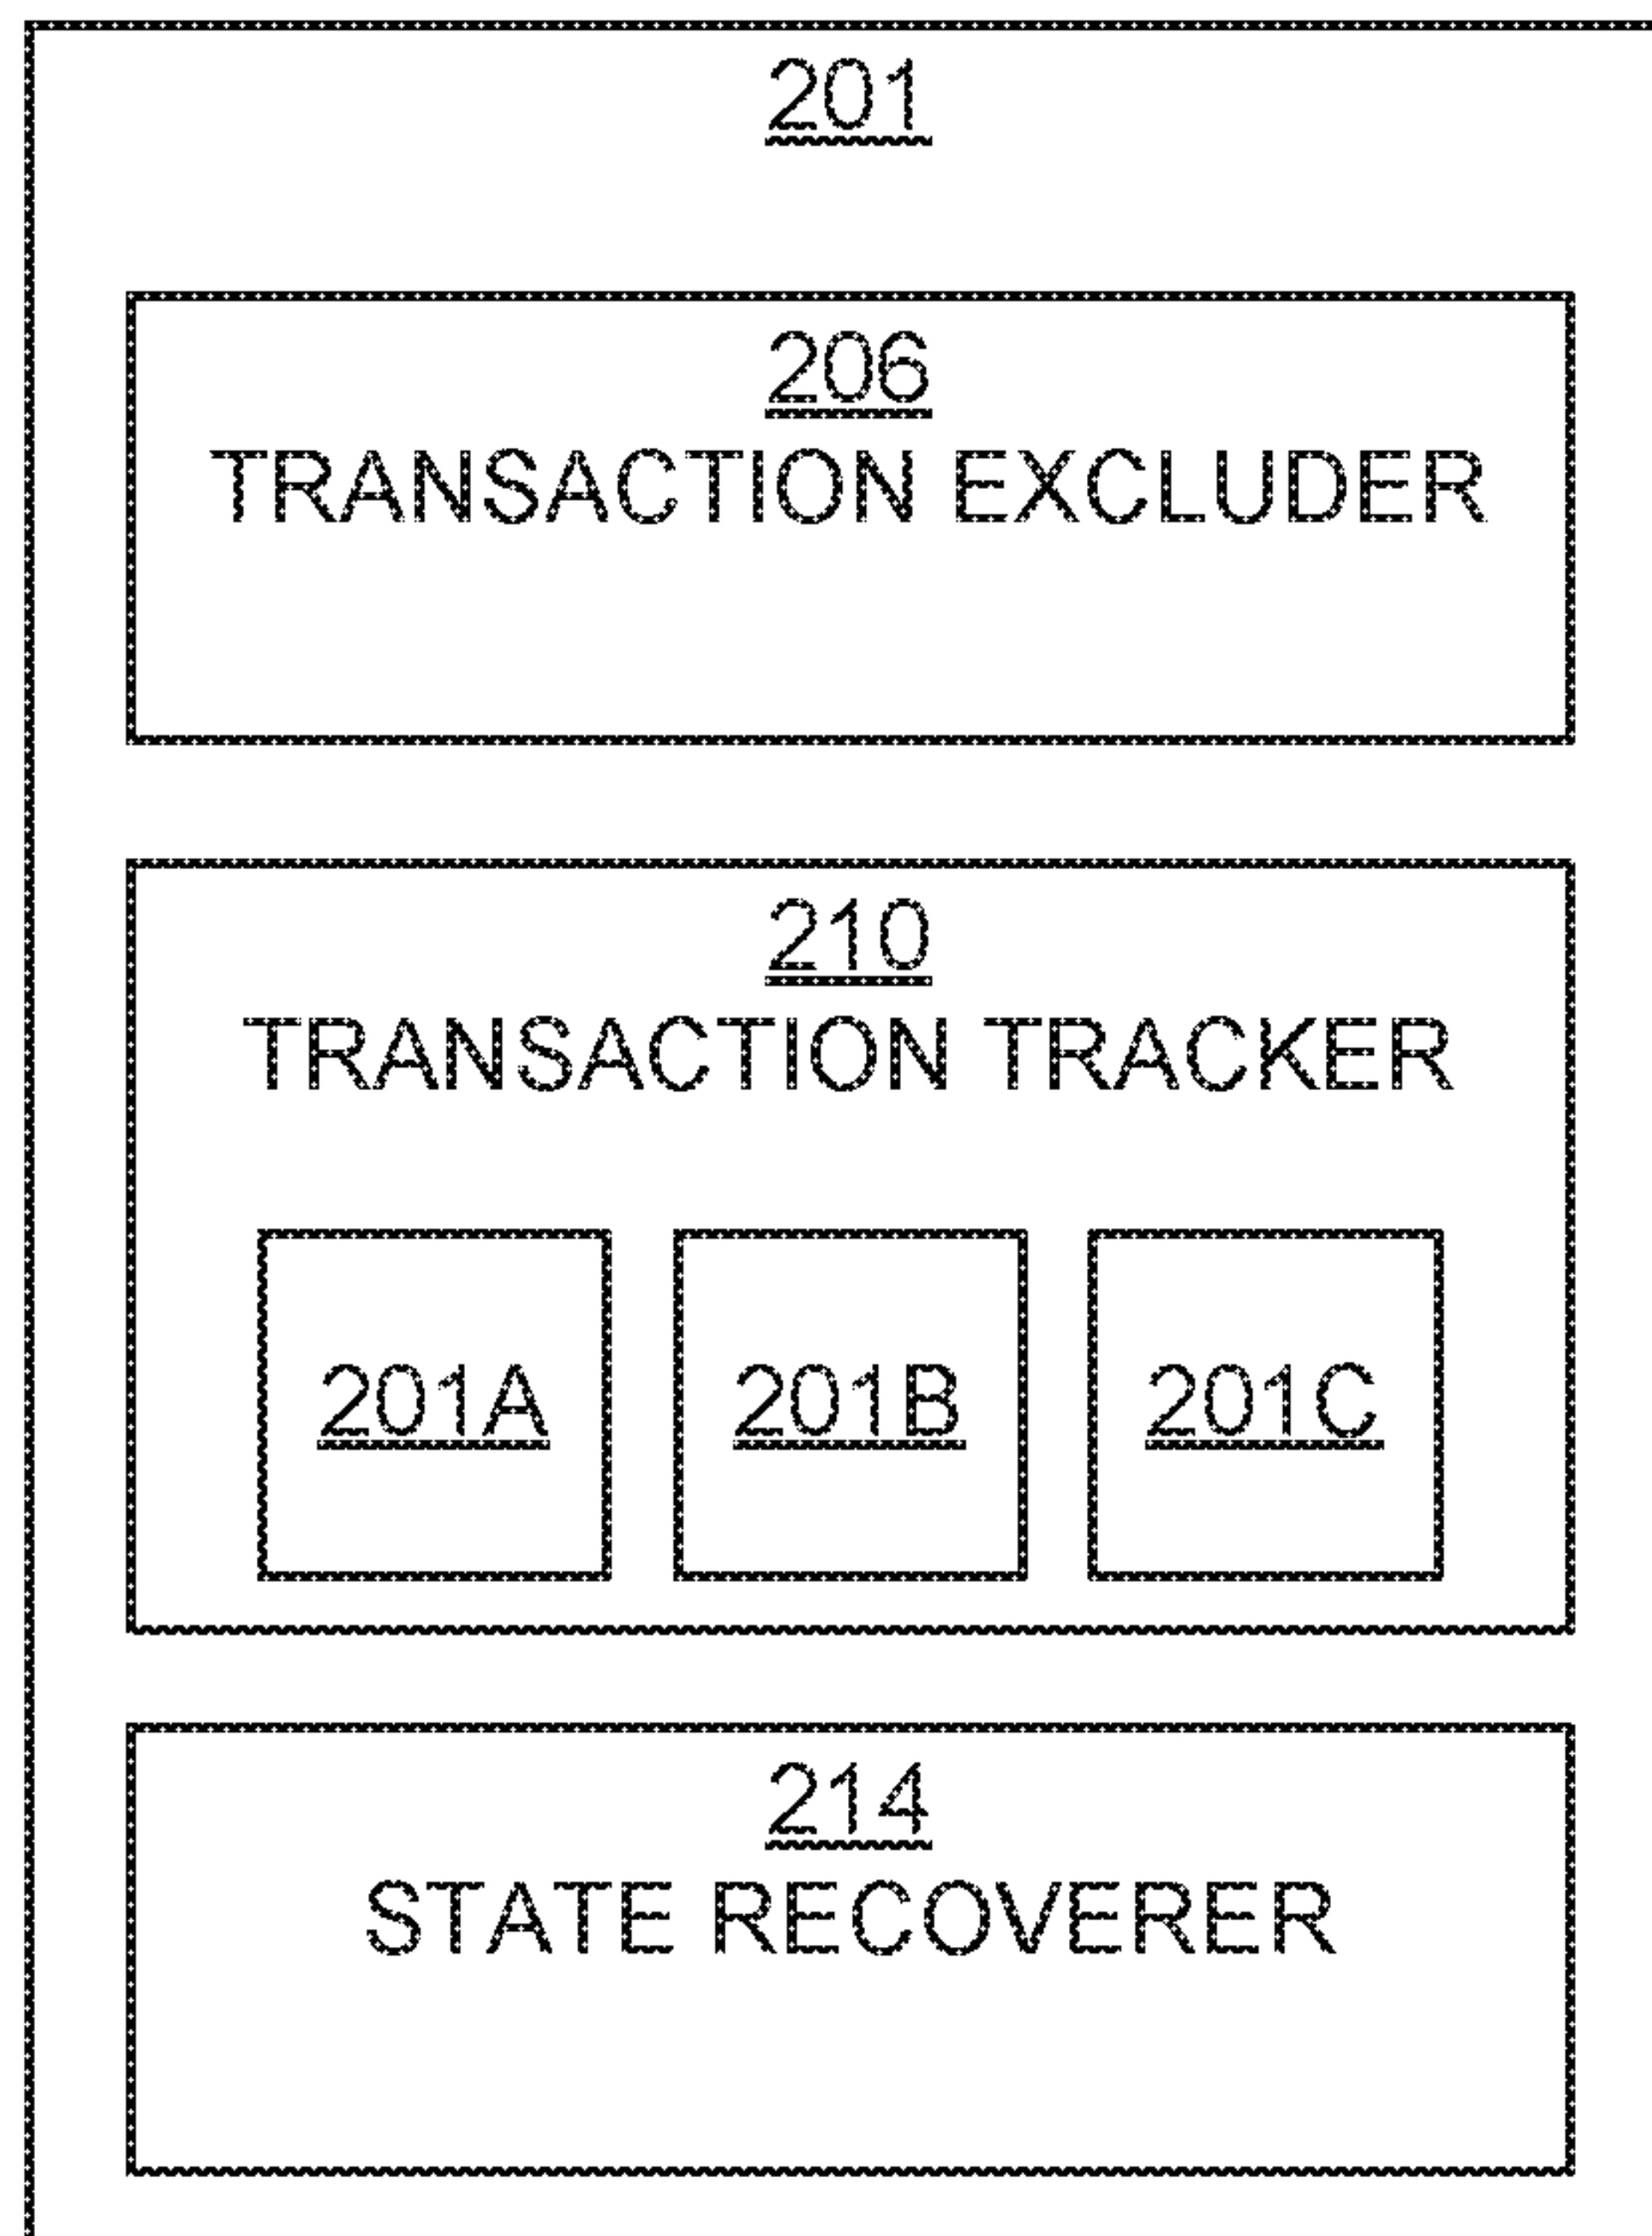 201
206
TRANSACTION EXCLUDER
210
TRANSACTION TRACKER
201A 201B 201C
214
STATE RECOVERER